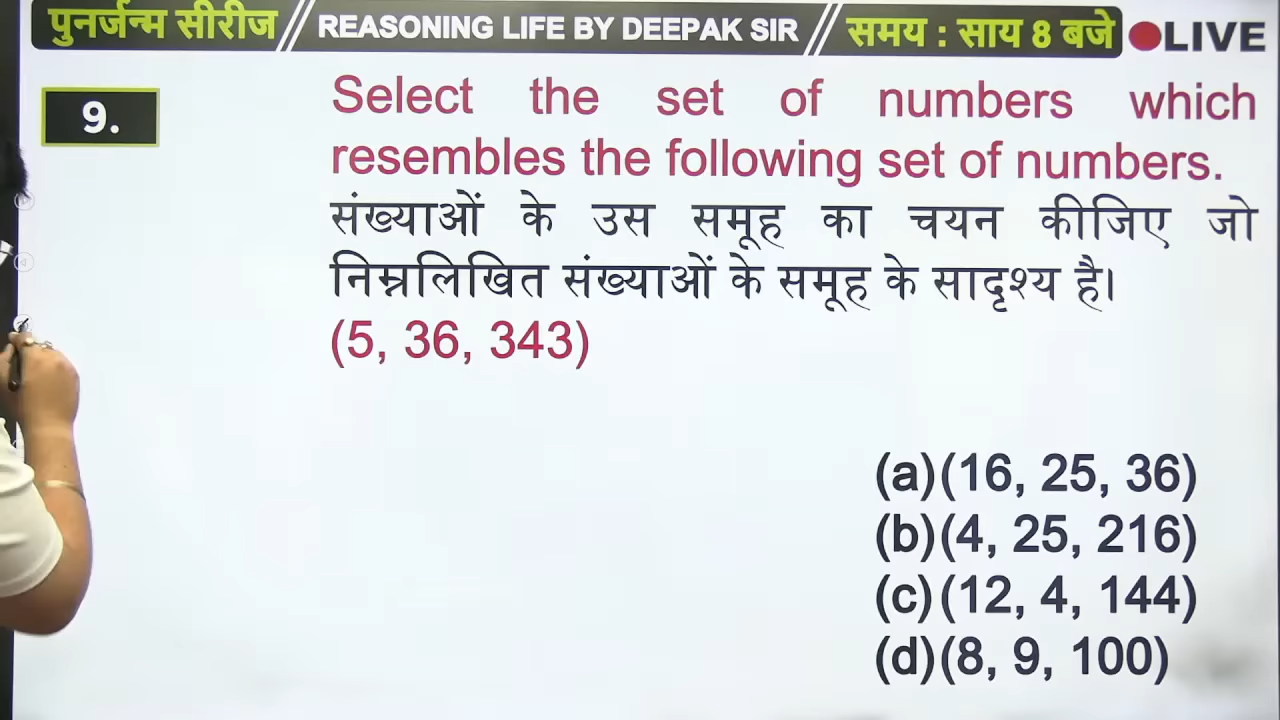 पुनर्जन्म सीरीज // REASONING LIFE BY DEEPAK SIR // समय : साय 8 बजे LIVE
9.
Select the set of numbers which
resembles the following set of numbers.
संख्याओं के उस समूह का चयन कीजिए जो
निम्नलिखित संख्याओं के समूह के सादृश्य है।
(5, 36, 343)
(a)(16, 25, 36)
(b)(4, 25, 216)
(c)(12, 4, 144)
(d)(8, 9, 100)